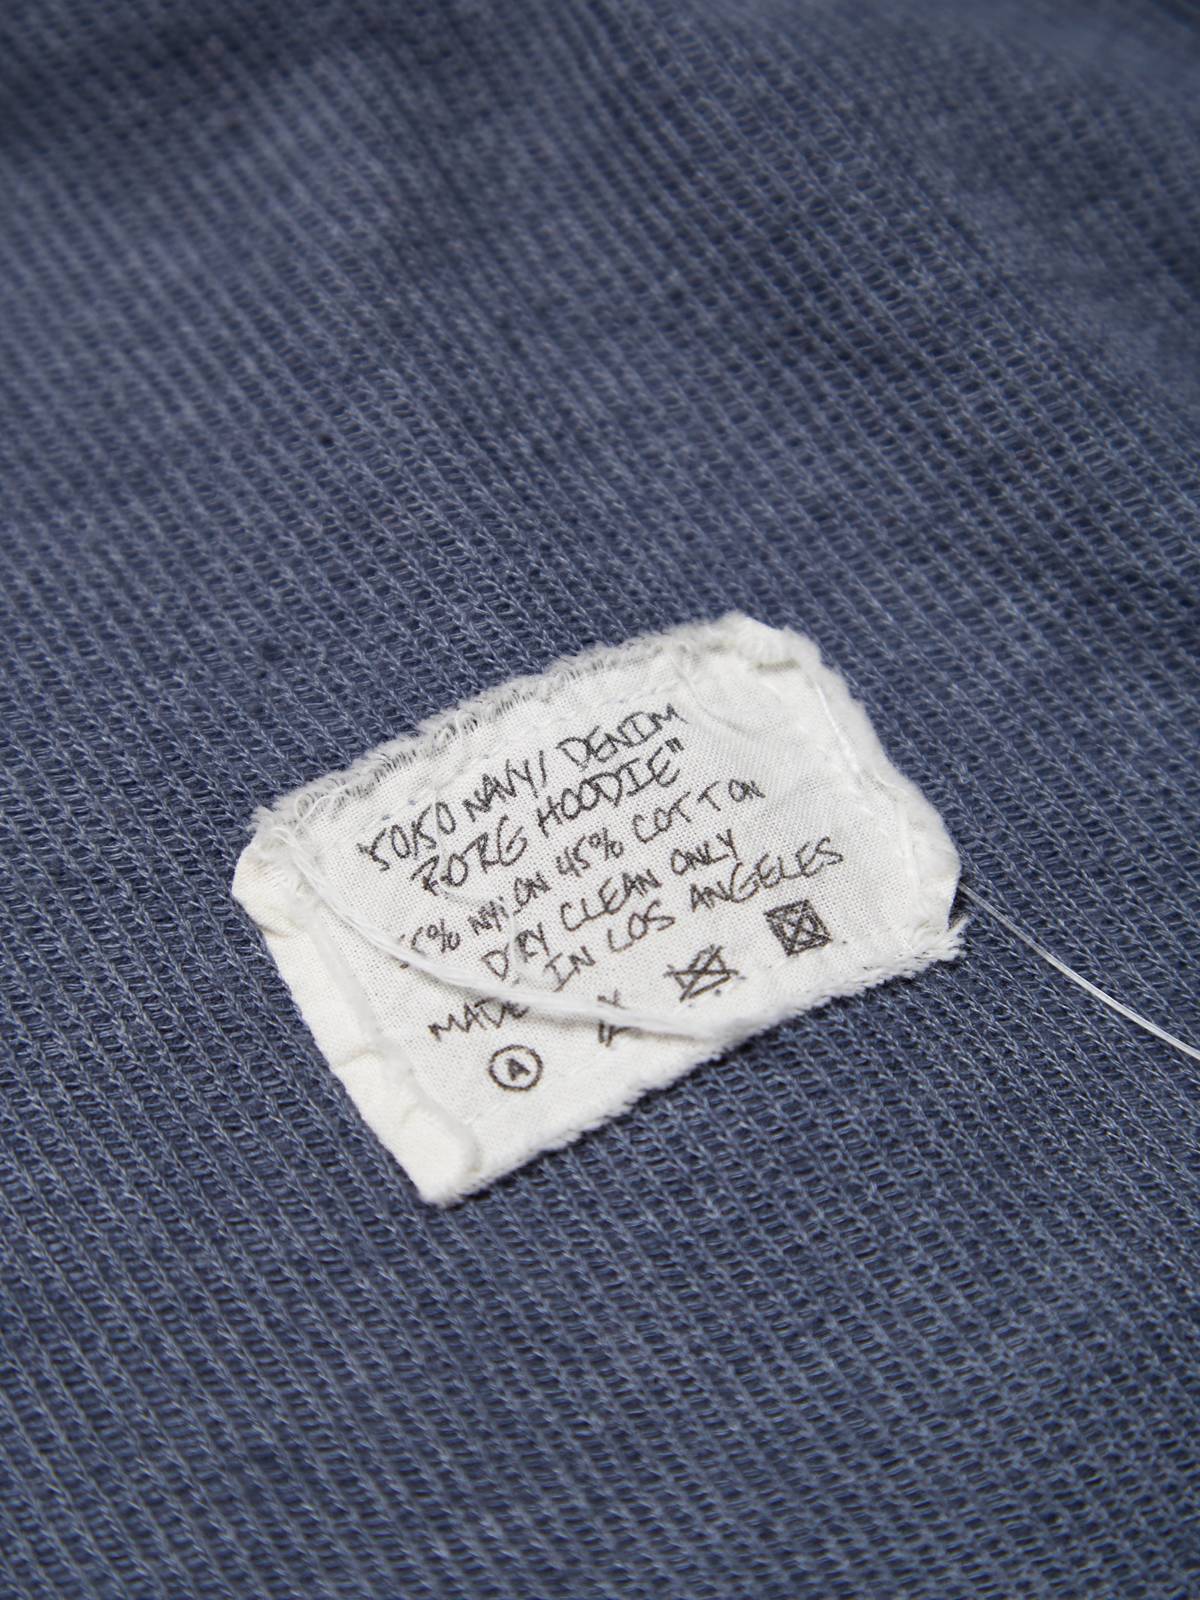 "50/50 NAVY/ DENIM
FORG HOODIE"
55% NYLON 45% COTTON
DRY CLEAN ONLY
MADE IN LOS ANGELES
A